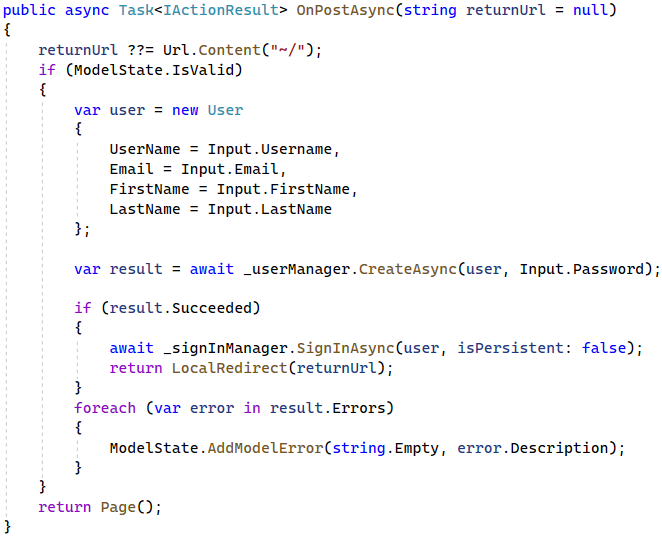 public async Task<IActionResult> OnPostAsync(string returnUrl = null)
{
    returnUrl ??= Url.Content("~/");
    if (ModelState.IsValid)
    {
        var user = new User
        {
            UserName = Input.Username,
            Email = Input.Email,
            FirstName = Input.FirstName,
            LastName = Input.LastName
        };

        var result = await _userManager.CreateAsync(user, Input.Password);

        if (result.Succeeded)
        {
            await _signInManager.SignInAsync(user, isPersistent: false);
            return LocalRedirect(returnUrl);
        }
        foreach (var error in result.Errors)
        {
            ModelState.AddModelError(string.Empty, error.Description);
        }
    }
    return Page();
}